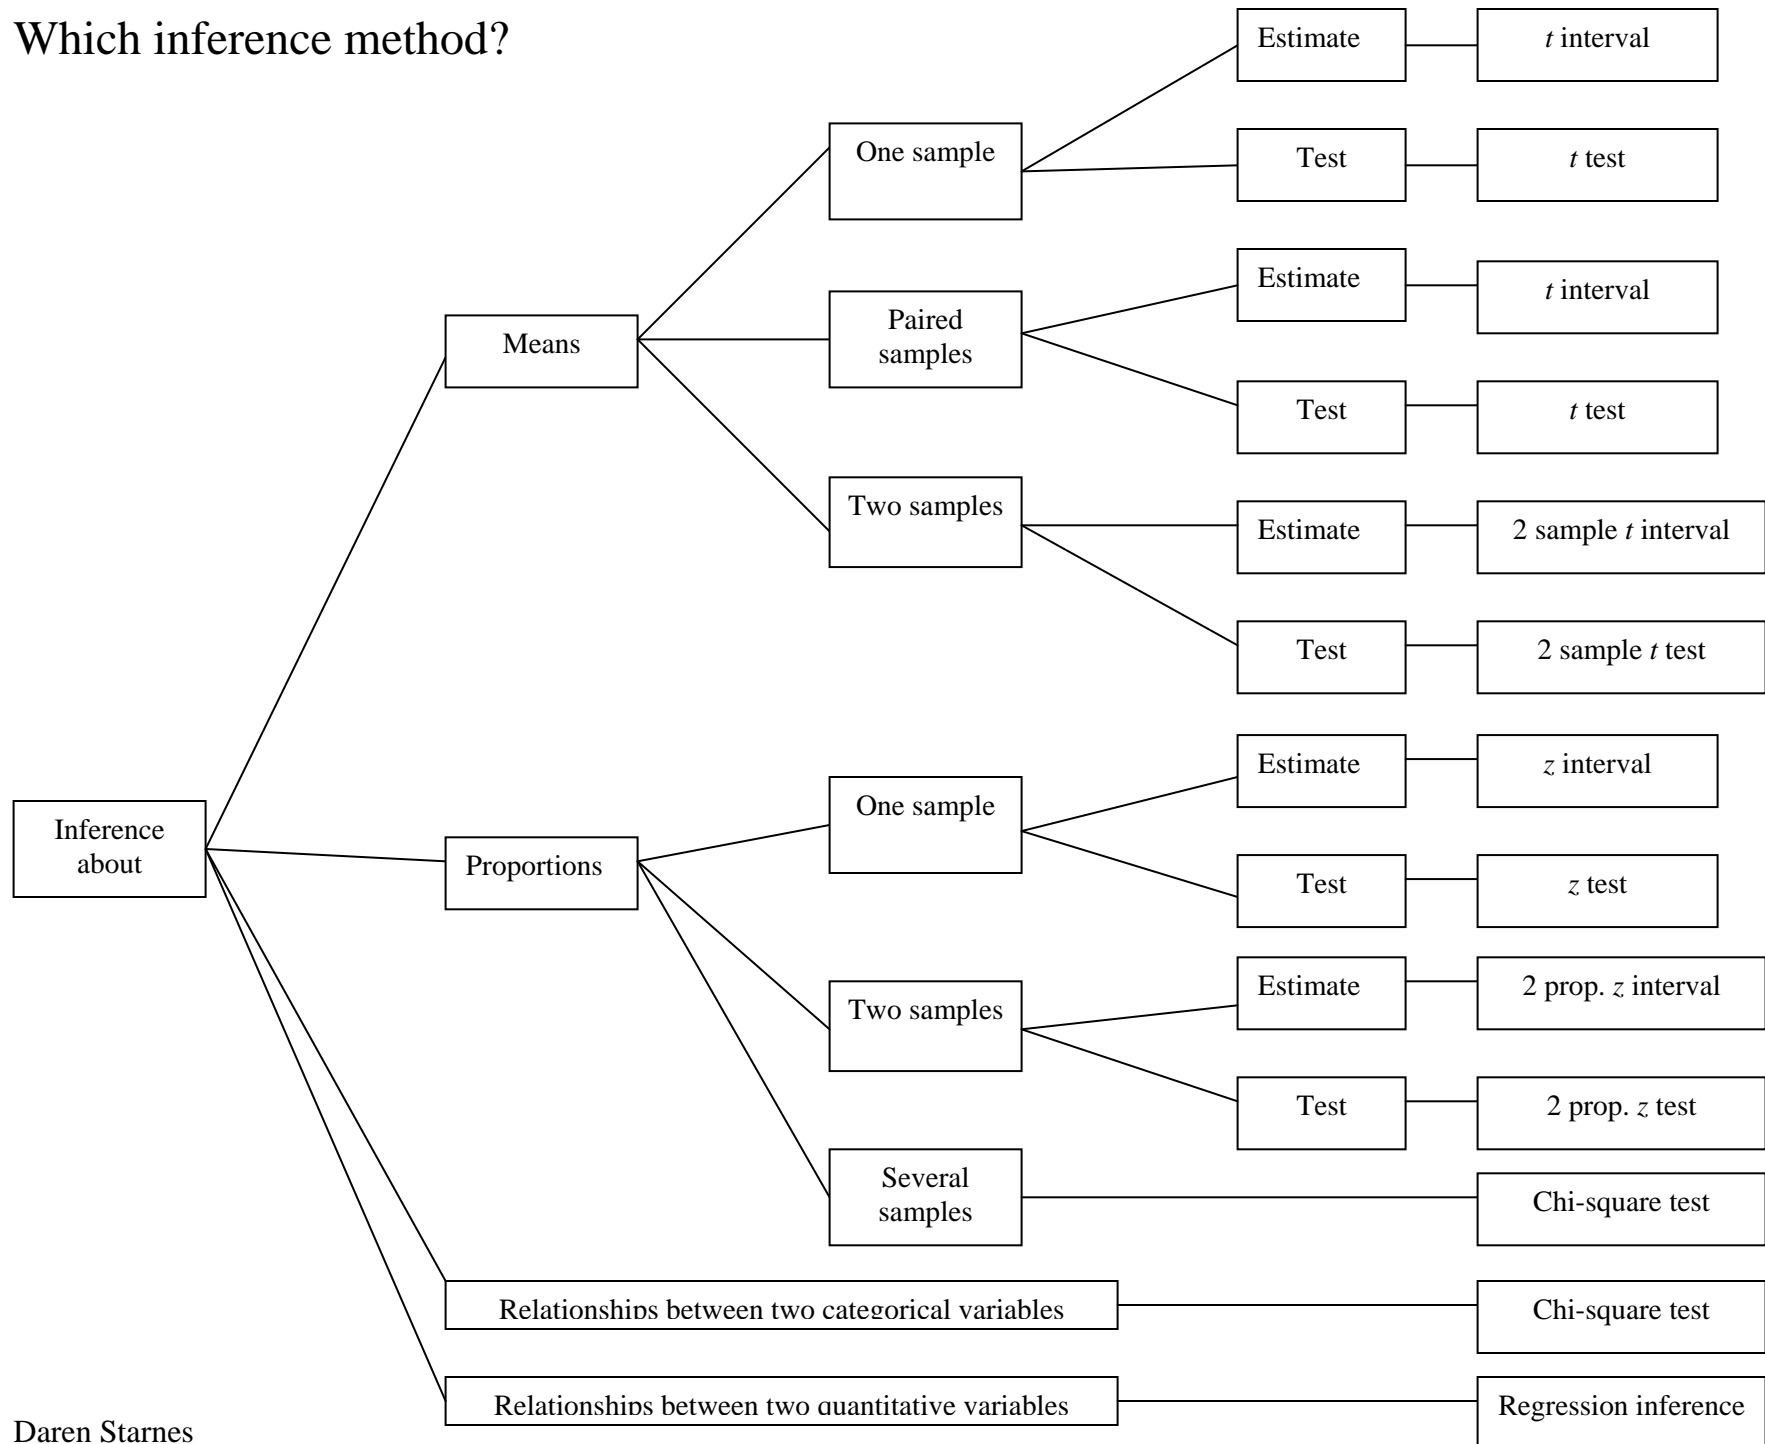 Which inference method?
Estimate
t interval
One sample
Test
t test
Estimate
t interval
Paired
samples
Means
Test
t test
Two samples
Estimate
2 sample t interval
Test
2 sample t test
Estimate
z interval
One sample
Inference
about
Proportions
Test
z test
Two samples
Estimate
2 prop. z interval
Test
2 prop. z test
Several
samples
Chi-square test
Relationships between two categorical variables
Chi-square test
Relationships between two quantitative variables
Regression inference
Daren Starnes